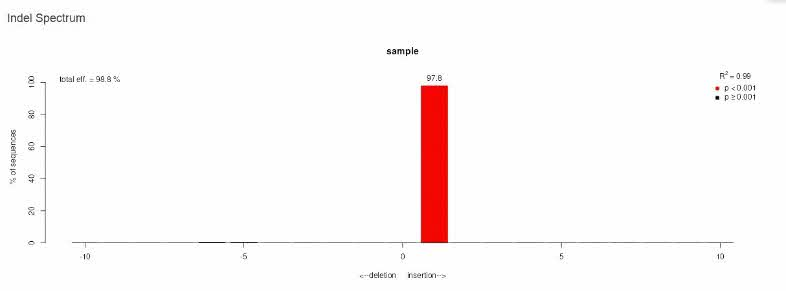 Indel Spectrum
sample
total eff. = 98.8 %
97.8
R² = 0.99
p < 0.001
p ≥ 0.001
% of sequences
0 20 40 60 80 100
-10 -5 0 5 10
<--deletion insertion-->